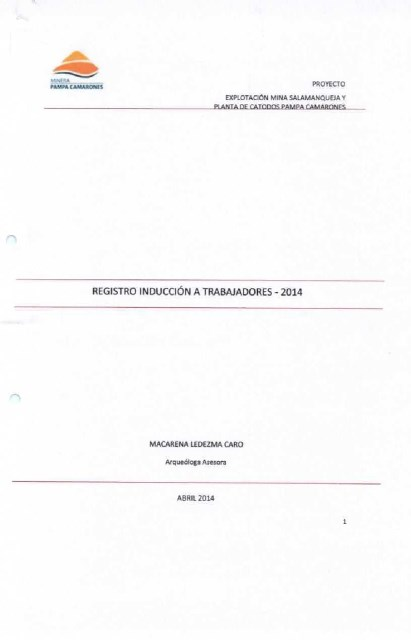 MINERA
PAMPA CAMARONES
PROYECTO
EXPLOTACIÓN MINA SALAMANQUEJA Y
PLANTA DE CATODOS PAMPA CAMARONES
REGISTRO INDUCCIÓN A TRABAJADORES - 2014
MACARENA LEDEZMA CARO
Arqueóloga Asesora
ABRIL 2014
1